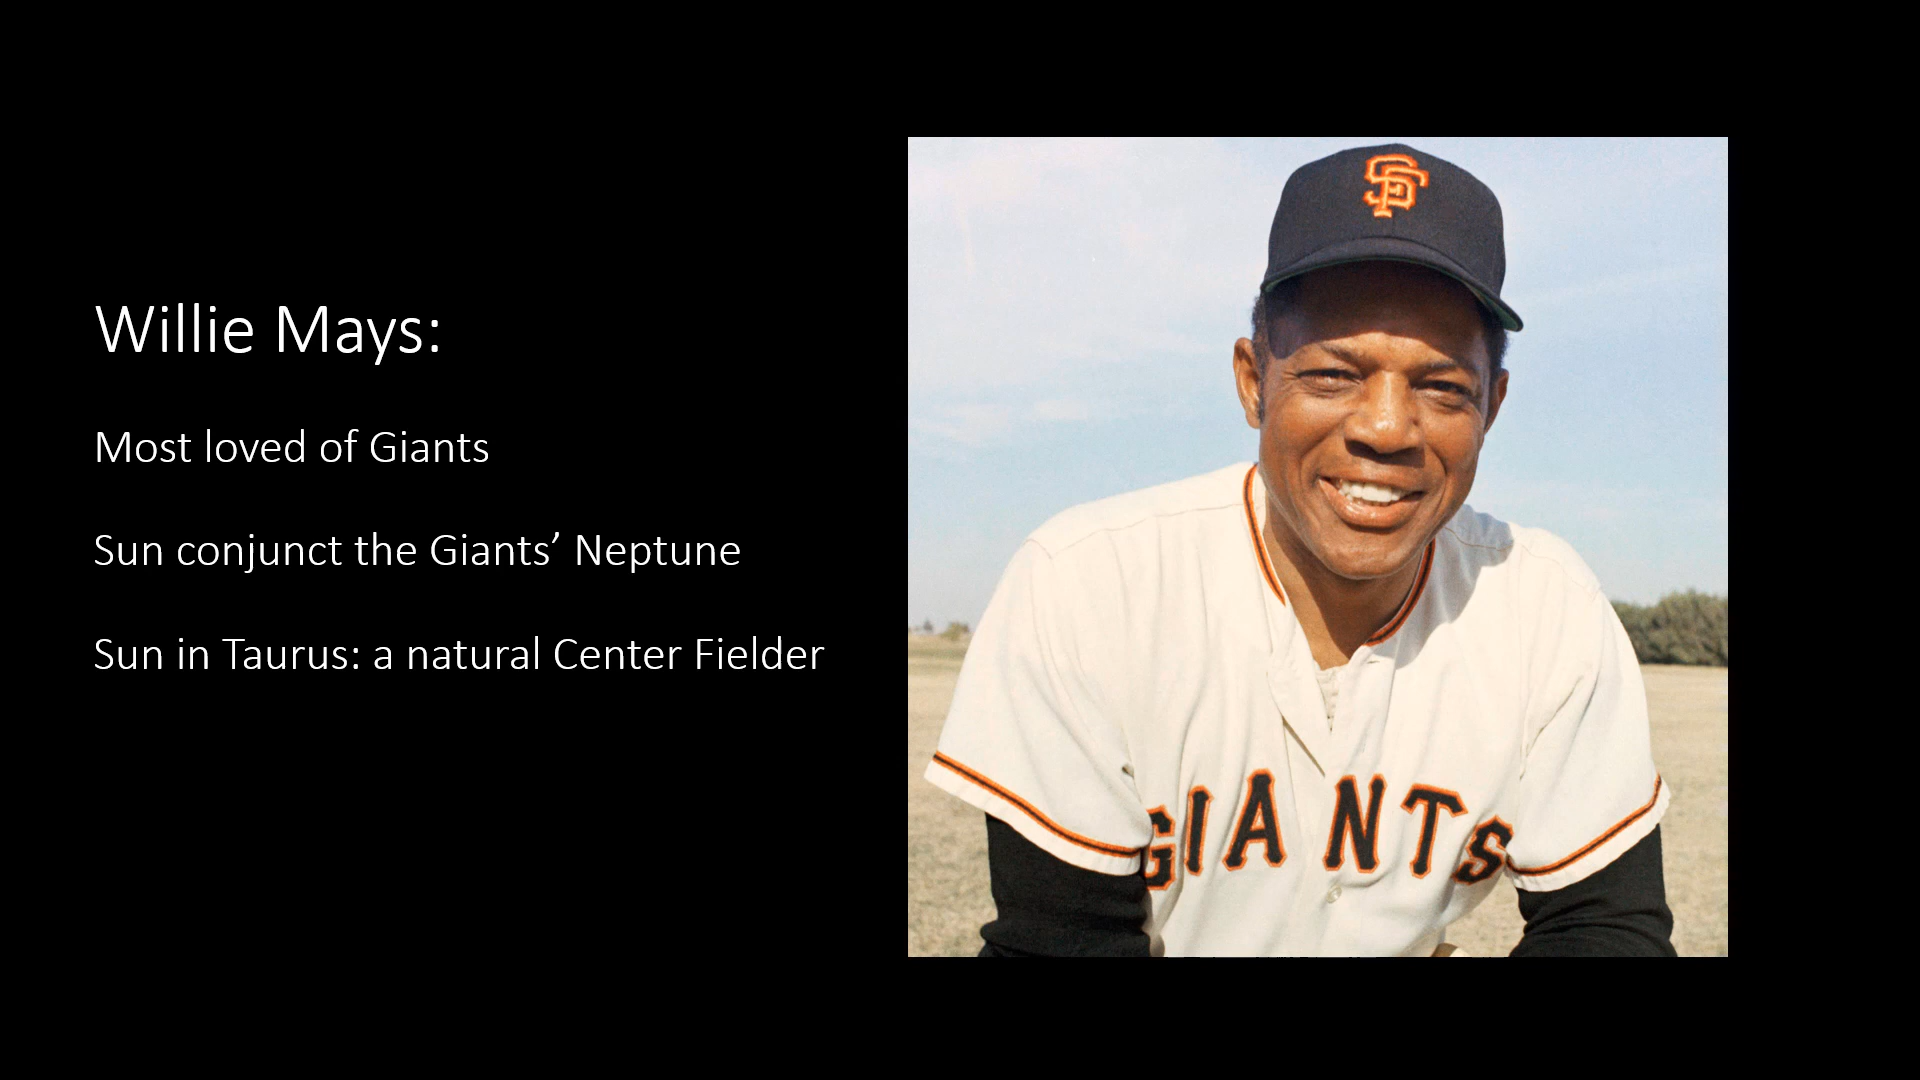 Willie Mays:
Most loved of Giants
Sun conjunct the Giants’ Neptune
Sun in Taurus: a natural Center Fielder
SF
GIANTS